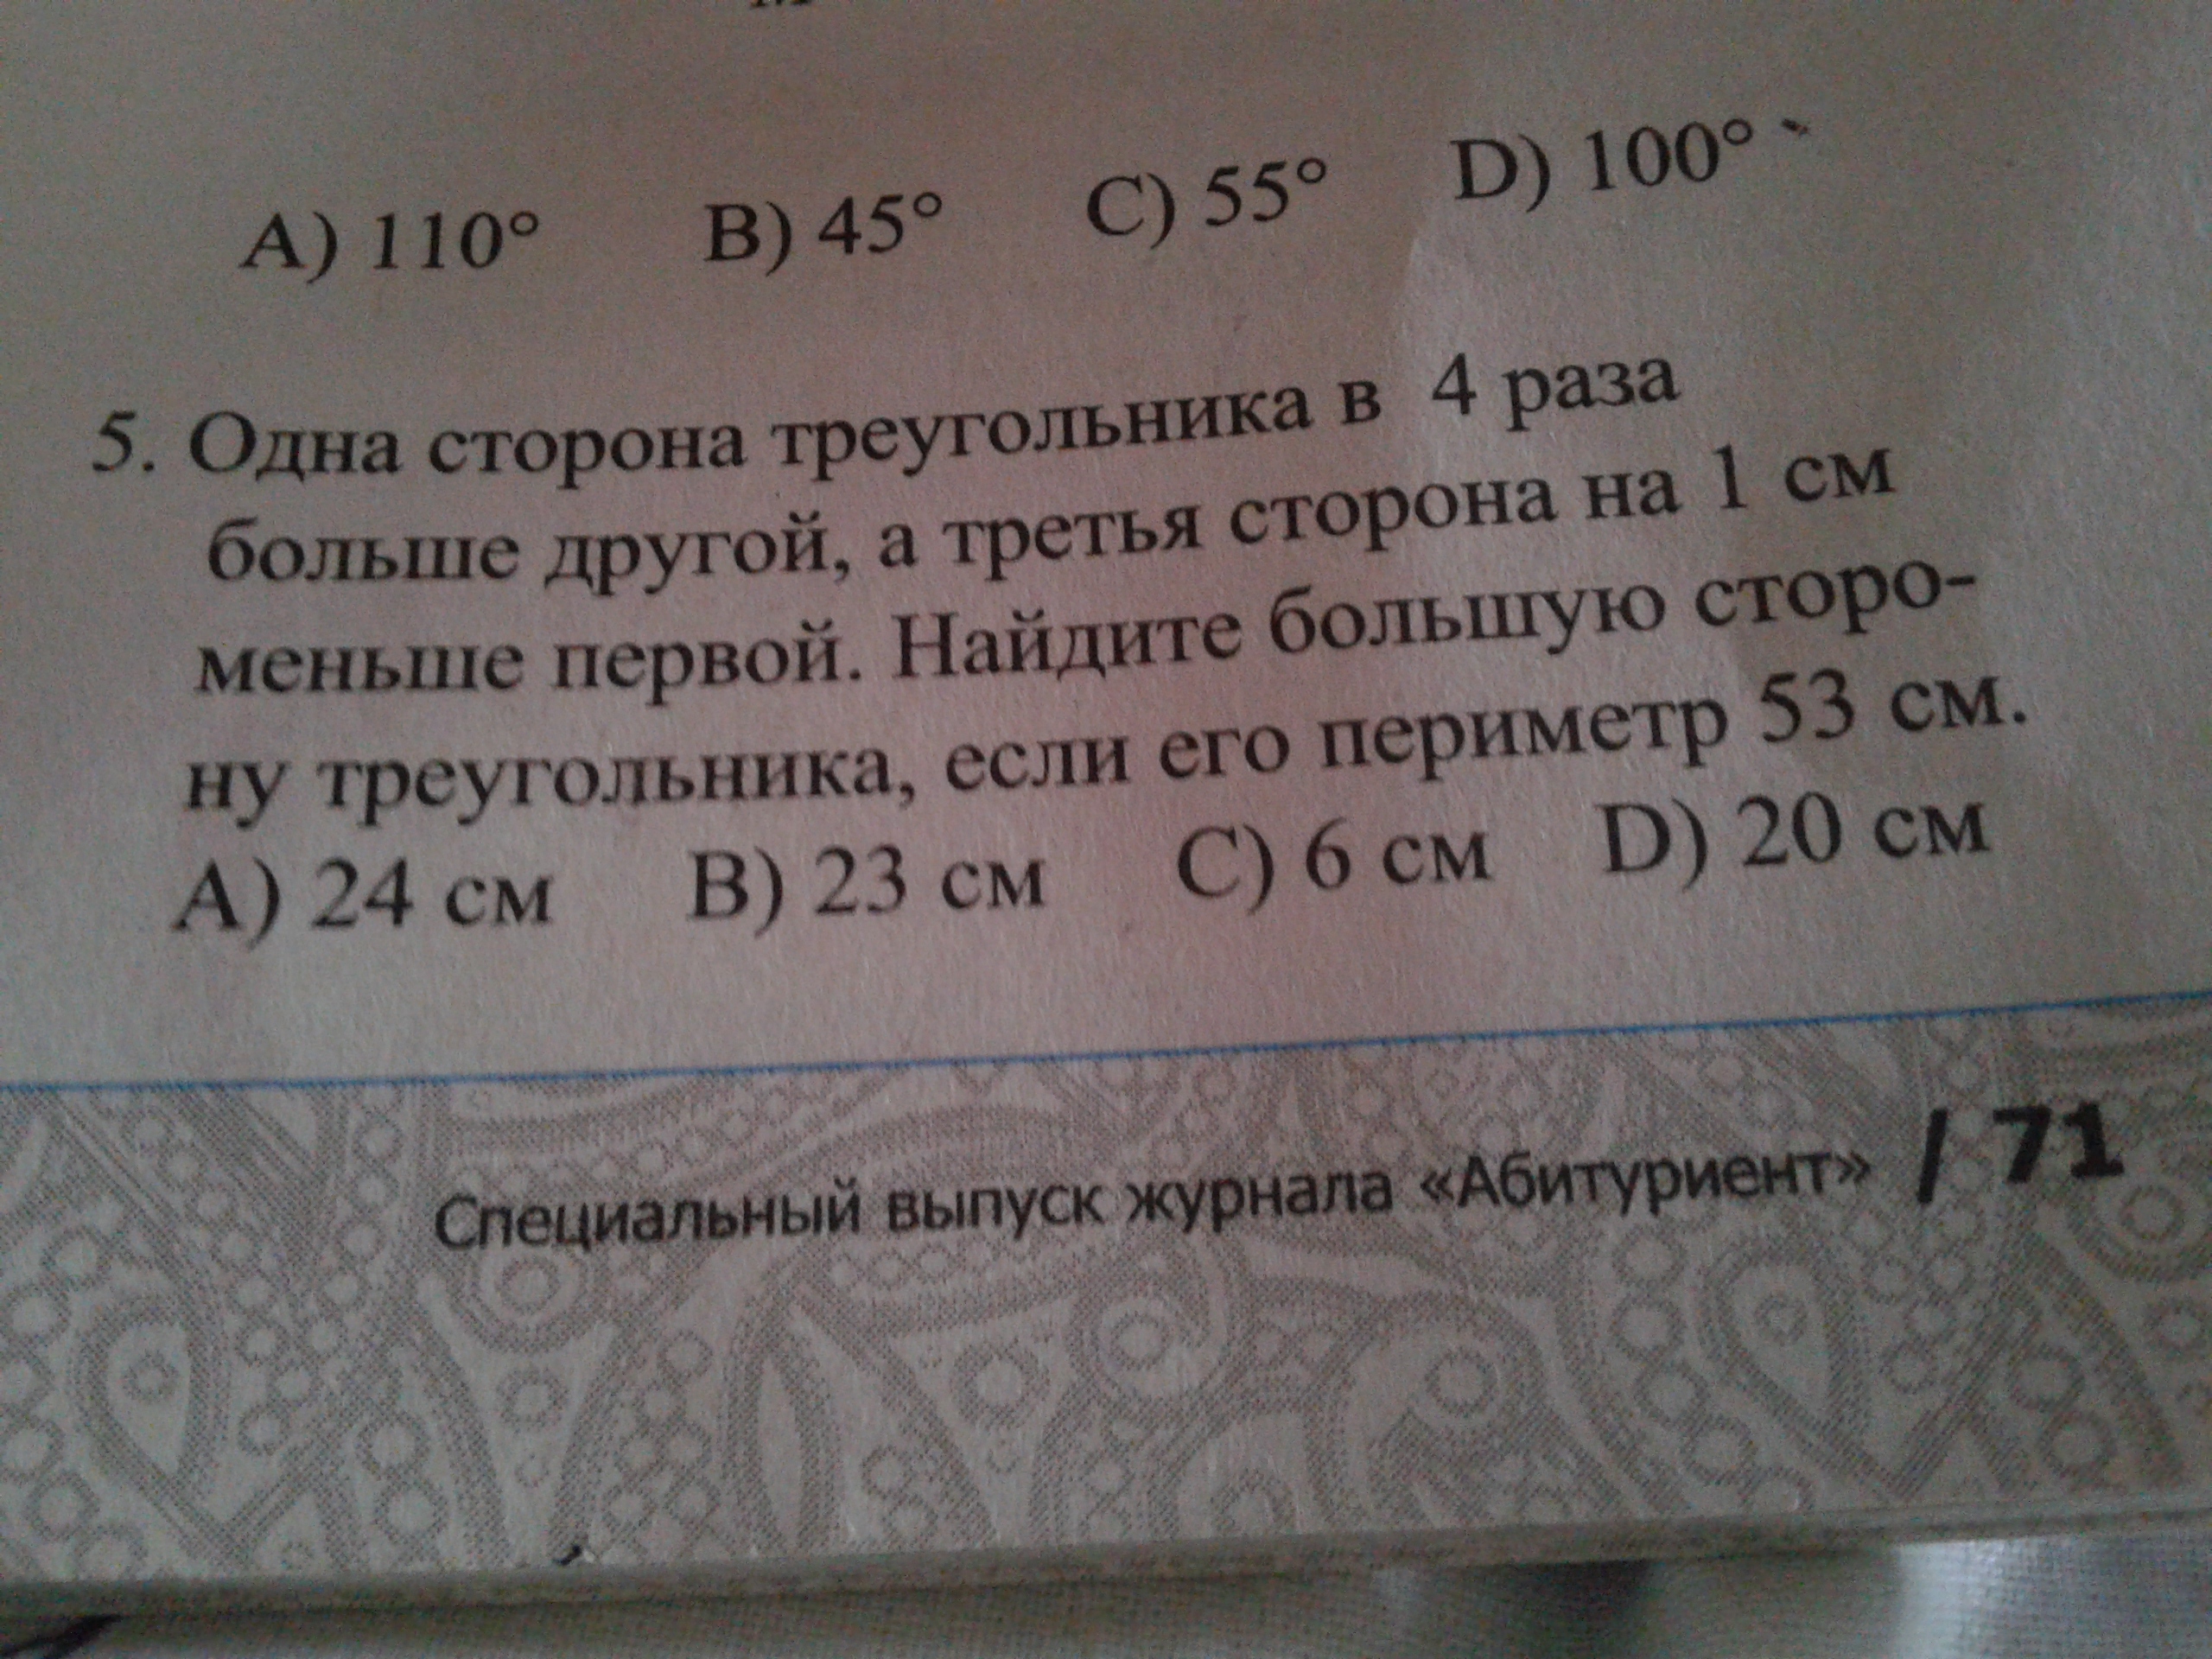 A) 110° B) 45° C) 55° D) 100°
5. Одна сторона треугольника в 4 раза
больше другой, а третья сторона на 1 см
меньше первой. Найдите большую сторо-
ну треугольника, если его периметр 53 см.
A) 24 см B) 23 см C) 6 см D) 20 см
Специальный выпуск журнала «Абитуриент» / 71